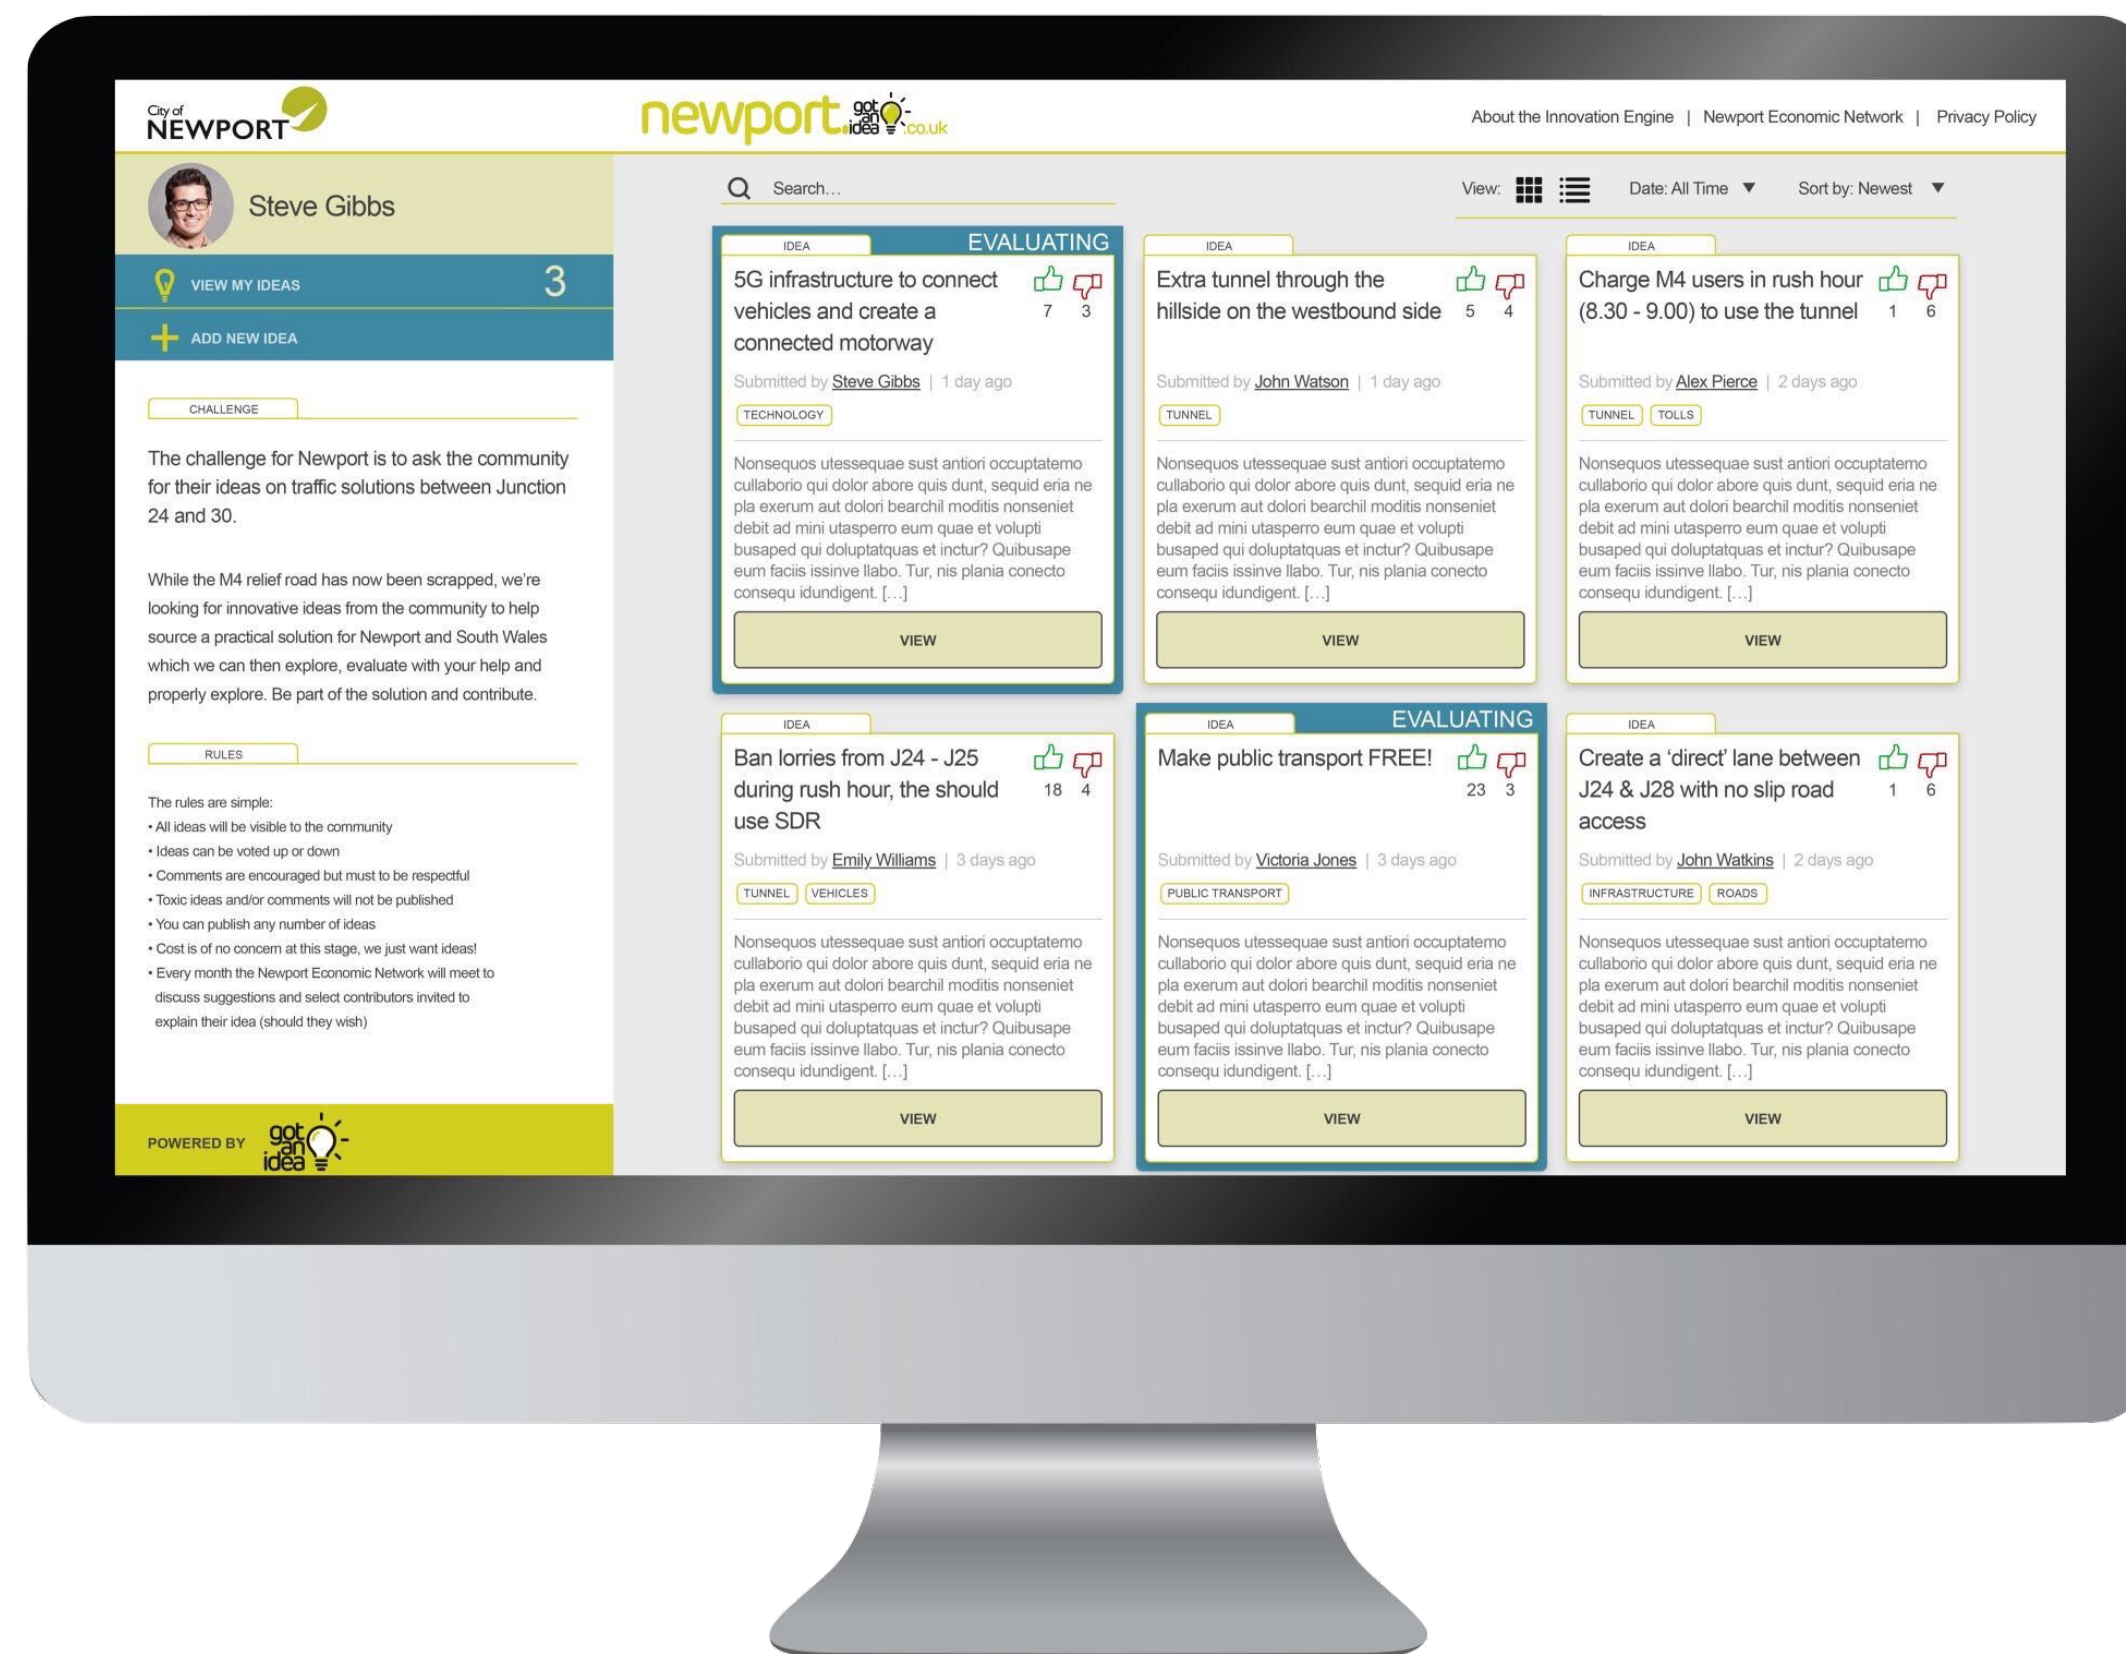 City of
NEWPORT
newport.got an idea.co.uk
About the Innovation Engine | Newport Economic Network | Privacy Policy
Steve Gibbs
VIEW MY IDEAS 3
ADD NEW IDEA
CHALLENGE
The challenge for Newport is to ask the community
for their ideas on traffic solutions between Junction
24 and 30.
While the M4 relief road has now been scrapped, we're
looking for innovative ideas from the community to help
source a practical solution for Newport and South Wales
which we can then explore, evaluate with your help and
properly explore. Be part of the solution and contribute.
RULES
The rules are simple:
• All ideas will be visible to the community
• Ideas can be voted up or down
• Comments are encouraged but must to be respectful
• Toxic ideas and/or comments will not be published
• You can publish any number of ideas
• Cost is of no concern at this stage, we just want ideas!
• Every month the Newport Economic Network will meet to
discuss suggestions and select contributors invited to
explain their idea (should they wish)
POWERED BY
got
an
idea
Search...
View:
Date: All Time ▼
Sort by: Newest ▼
IDEA
EVALUATING
5G infrastructure to connect
vehicles and create a
connected motorway
7 3
Submitted by Steve Gibbs | 1 day ago
TECHNOLOGY
Nonsequos utessequae sust antiori occuptatemo
cullaborio qui dolor abore quis dunt, sequid eria ne
pla exerum aut dolori bearchil moditis nonseniet
debit ad mini utasperro eum quae et volupti
busaped qui doluptatquas et inctur? Quibusape
eum faciis issinve llabo. Tur, nis plania conecto
consequ idundigent. [...]
VIEW
IDEA
Extra tunnel through the
hillside on the westbound side
5 4
Submitted by John Watson | 1 day ago
TUNNEL
Nonsequos utessequae sust antiori occuptatemo
cullaborio qui dolor abore quis dunt, sequid eria ne
pla exerum aut dolori bearchil moditis nonseniet
debit ad mini utasperro eum quae et volupti
busaped qui doluptatquas et inctur? Quibusape
eum faciis issinve llabo. Tur, nis plania conecto
consequ idundigent. [...]
VIEW
IDEA
Charge M4 users in rush hour
(8.30 - 9.00) to use the tunnel
1 6
Submitted by Alex Pierce | 2 days ago
TUNNEL TOLLS
Nonsequos utessequae sust antiori occuptatemo
cullaborio qui dolor abore quis dunt, sequid eria ne
pla exerum aut dolori bearchil moditis nonseniet
debit ad mini utasperro eum quae et volupti
busaped qui doluptatquas et inctur? Quibusape
eum faciis issinve llabo. Tur, nis plania conecto
consequ idundigent. [...]
VIEW
IDEA
Ban lorries from J24 - J25
during rush hour, the should
use SDR
18 4
Submitted by Emily Williams | 3 days ago
TUNNEL VEHICLES
Nonsequos utessequae sust antiori occuptatemo
cullaborio qui dolor abore quis dunt, sequid eria ne
pla exerum aut dolori bearchil moditis nonseniet
debit ad mini utasperro eum quae et volupti
busaped qui doluptatquas et inctur? Quibusape
eum faciis issinve llabo. Tur, nis plania conecto
consequ idundigent. [...]
VIEW
IDEA
EVALUATING
Make public transport FREE!
23 3
Submitted by Victoria Jones | 3 days ago
PUBLIC TRANSPORT
Nonsequos utessequae sust antiori occuptatemo
cullaborio qui dolor abore quis dunt, sequid eria ne
pla exerum aut dolori bearchil moditis nonseniet
debit ad mini utasperro eum quae et volupti
busaped qui doluptatquas et inctur? Quibusape
eum faciis issinve llabo. Tur, nis plania conecto
consequ idundigent. [...]
VIEW
IDEA
Create a 'direct' lane between
J24 & J28 with no slip road
access
1 6
Submitted by John Watkins | 2 days ago
INFRASTRUCTURE ROADS
Nonsequos utessequae sust antiori occuptatemo
cullaborio qui dolor abore quis dunt, sequid eria ne
pla exerum aut dolori bearchil moditis nonseniet
debit ad mini utasperro eum quae et volupti
busaped qui doluptatquas et inctur? Quibusape
eum faciis issinve llabo. Tur, nis plania conecto
consequ idundigent. [...]
VIEW